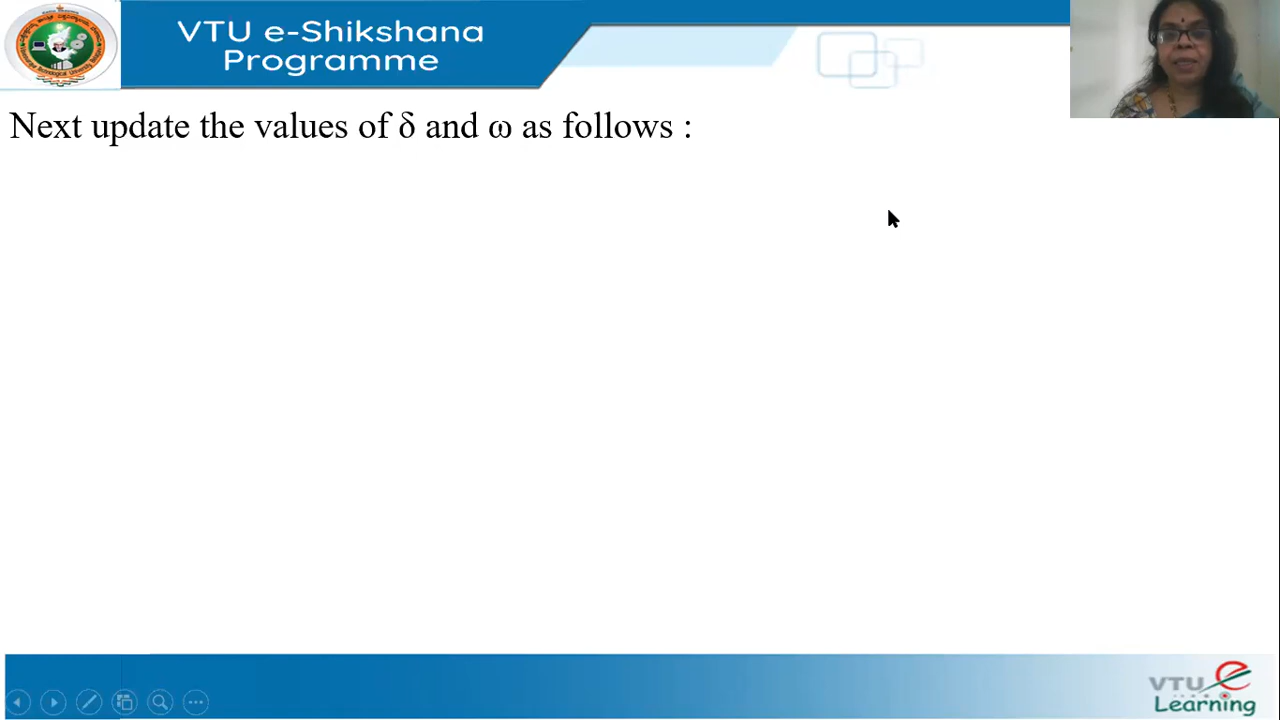 VTU e-Shikshana
Programme
Next update the values of δ and ω as follows :
VTU e
Learning